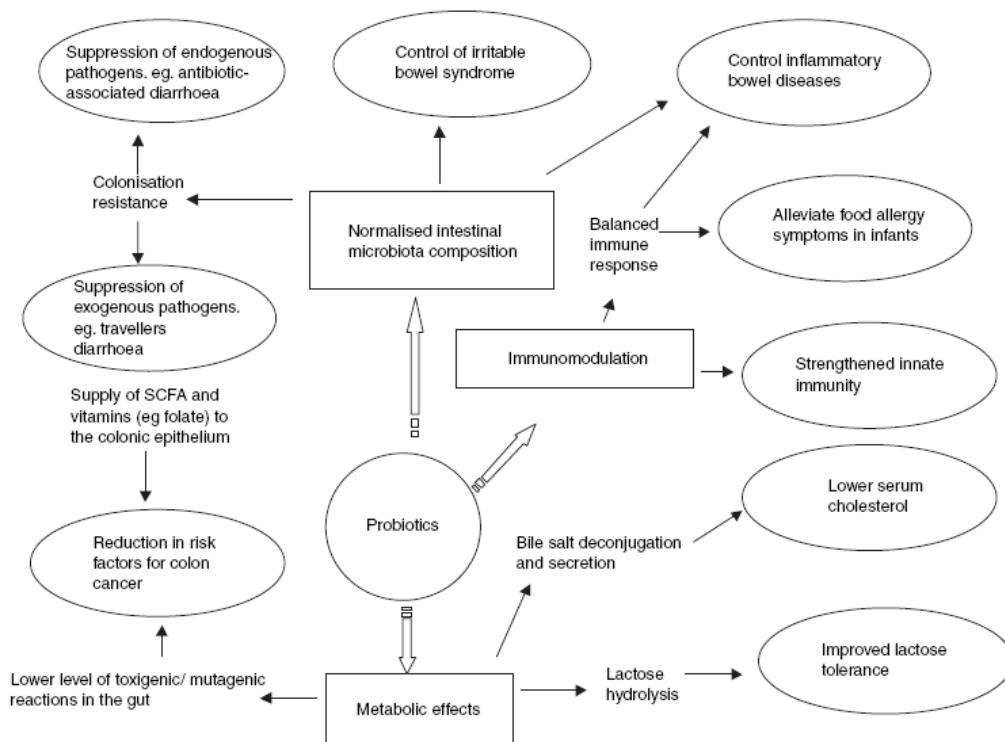 Suppression of endogenous
pathogens. eg. antibiotic-
associated diarrhoea
Control of irritable
bowel syndrome
Control inflammatory
bowel diseases
Colonisation
resistance
Normalised intestinal
microbiota composition
Balanced
immune
response
Alleviate food allergy
symptoms in infants
Suppression of
exogenous pathogens.
eg. travellers
diarrhoea
Immunomodulation
Strengthened innate
immunity
Supply of SCFA and
vitamins (eg folate) to
the colonic epithelium
Probiotics
Lower serum
cholesterol
Reduction in risk
factors for colon
cancer
Bile salt deconjugation
and secretion
Lower level of toxigenic/ mutagenic
reactions in the gut
Metabolic effects
Lactose
hydrolysis
Improved lactose
tolerance